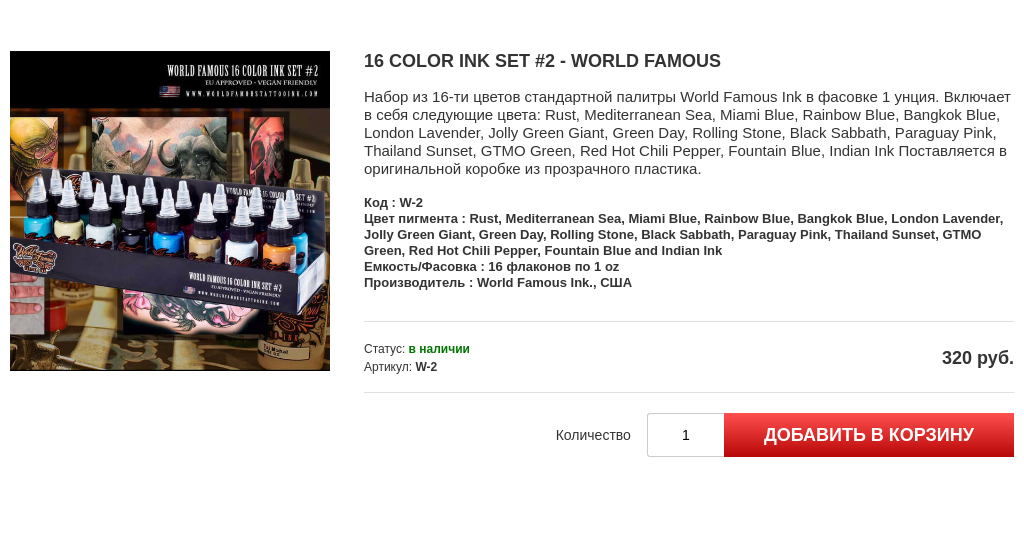 WORLD FAMOUS 16 COLOR INK SET #2
EU APPROVED - VEGAN FRIENDLY
WWW.WORLDFAMOUSTATTOOINK.COM
WORLD FAMOUS 16 COLOR INK SET #2
EU APPROVED - VEGAN FRIENDLY
WWW.WORLDFAMOUSTATTOOINK.COM
16 COLOR INK SET #2 - WORLD FAMOUS
Набор из 16-ти цветов стандартной палитры World Famous Ink в фасовке 1 унция. Включает
в себя следующие цвета: Rust, Mediterranean Sea, Miami Blue, Rainbow Blue, Bangkok Blue,
London Lavender, Jolly Green Giant, Green Day, Rolling Stone, Black Sabbath, Paraguay Pink,
Thailand Sunset, GTMO Green, Red Hot Chili Pepper, Fountain Blue, Indian Ink Поставляется в
оригинальной коробке из прозрачного пластика.
Код : W-2
Цвет пигмента : Rust, Mediterranean Sea, Miami Blue, Rainbow Blue, Bangkok Blue, London Lavender,
Jolly Green Giant, Green Day, Rolling Stone, Black Sabbath, Paraguay Pink, Thailand Sunset, GTMO
Green, Red Hot Chili Pepper, Fountain Blue and Indian Ink
Емкость/Фасовка : 16 флаконов по 1 oz
Производитель : World Famous Ink., США
Статус: в наличии
Артикул: W-2
320 руб.
Количество
1
ДОБАВИТЬ В КОРЗИНУ